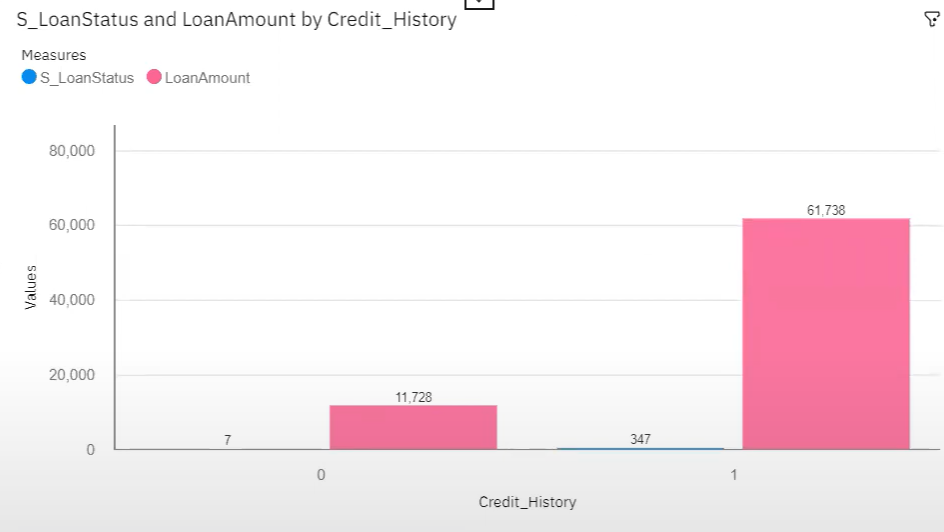 S_LoanStatus and LoanAmount by Credit_History
Measures
S_LoanStatus LoanAmount
80,000
61,738
60,000
Values
40,000
20,000
11,728
7
347
0
0 1
Credit_History